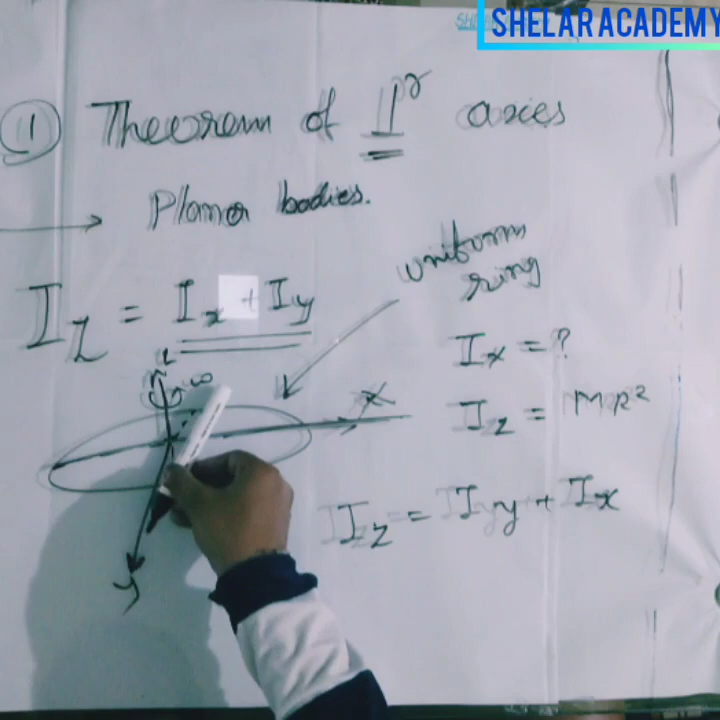 SHELAR ACADEMY
(1) Theorem of ⊥r axes
Planar bodies.
uniform
ring
Iz = Ix + Iy
Ix = ?
Iz = MR²
Iz = Iy + Ix
z
ω
x
y